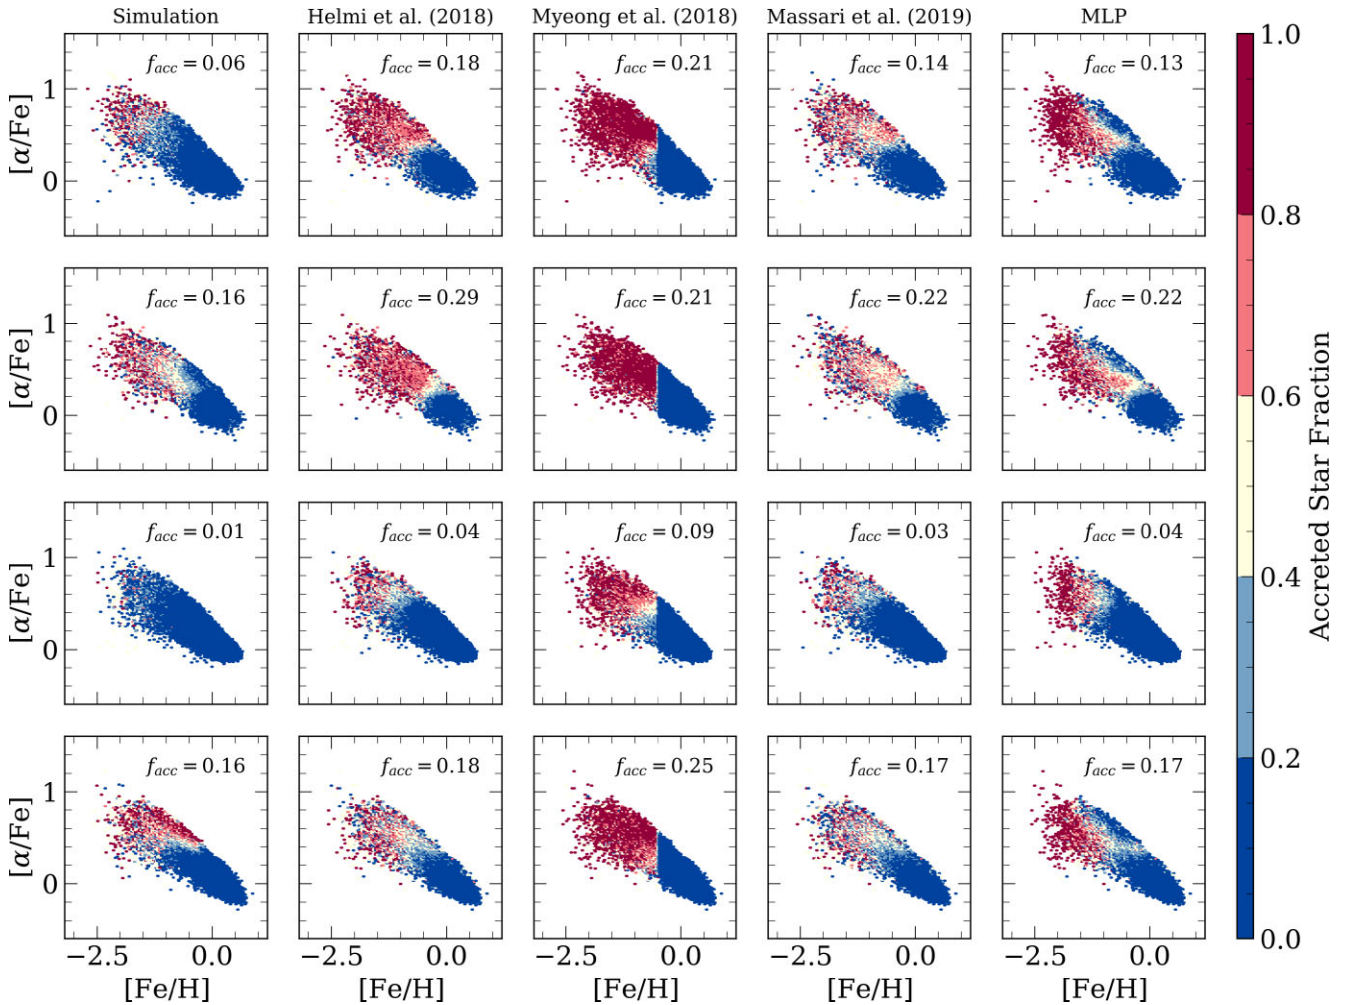 Simulation Helmi et al. (2018) Myeong et al. (2018) Massari et al. (2019) MLP
f_acc = 0.06 f_acc = 0.18 f_acc = 0.21 f_acc = 0.14 f_acc = 0.13
[α/Fe] 1 0
f_acc = 0.16 f_acc = 0.29 f_acc = 0.21 f_acc = 0.22 f_acc = 0.22
[α/Fe] 1 0
f_acc = 0.01 f_acc = 0.04 f_acc = 0.09 f_acc = 0.03 f_acc = 0.04
[α/Fe] 1 0
f_acc = 0.16 f_acc = 0.18 f_acc = 0.25 f_acc = 0.17 f_acc = 0.17
[α/Fe] 1 0
−2.5 0.0 −2.5 0.0 −2.5 0.0 −2.5 0.0 −2.5 0.0
[Fe/H] [Fe/H] [Fe/H] [Fe/H] [Fe/H]
1.0
0.8
0.6
0.4
0.2
0.0
Accreted Star Fraction